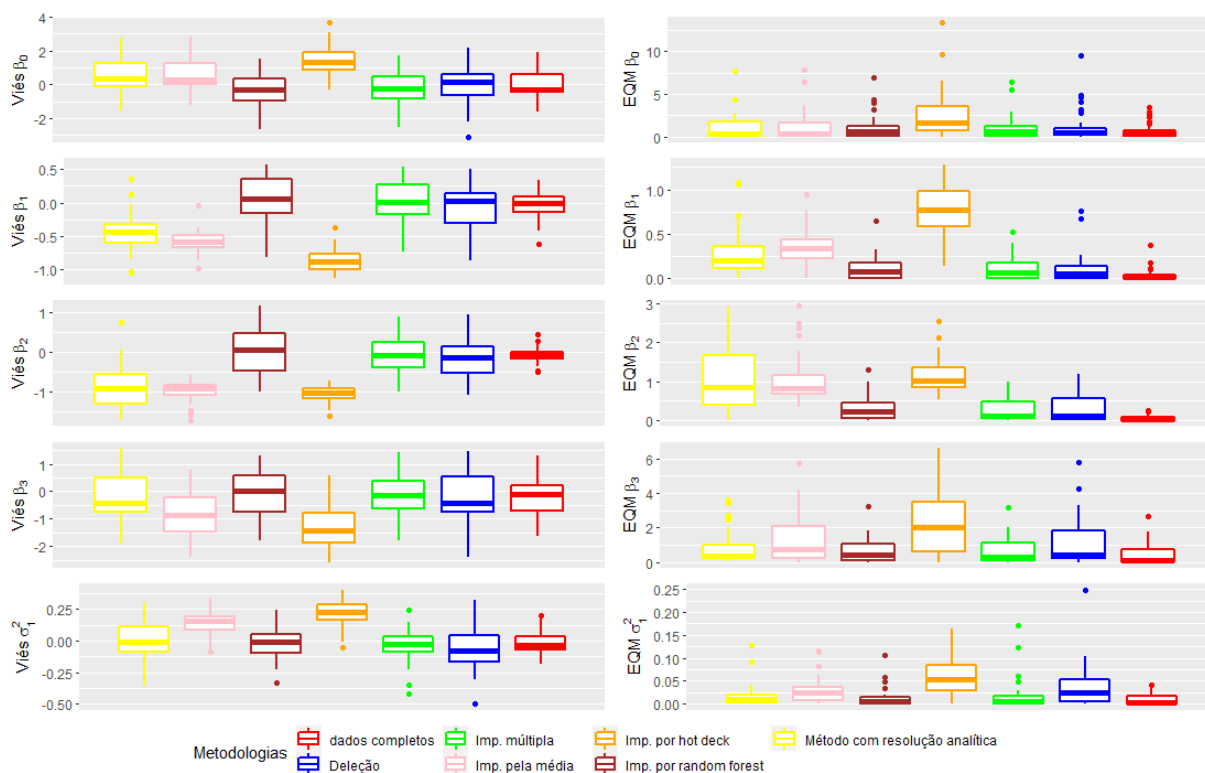 Viés β0
4
2
0
-2
EQM β0
10
5
0
Viés β1
0.5
0.0
-0.5
-1.0
EQM β1
1.0
0.5
0.0
Viés β2
1
0
-1
EQM β2
3
2
1
0
Viés β3
1
0
-1
-2
EQM β3
6
4
2
0
Viés σ²1
0.25
0.00
-0.25
-0.50
EQM σ²1
0.25
0.20
0.15
0.10
0.05
0.00
Metodologias
dados completos
Imp. múltipla
Imp. por hot deck
Método com resolução analítica
Deleção
Imp. pela média
Imp. por random forest